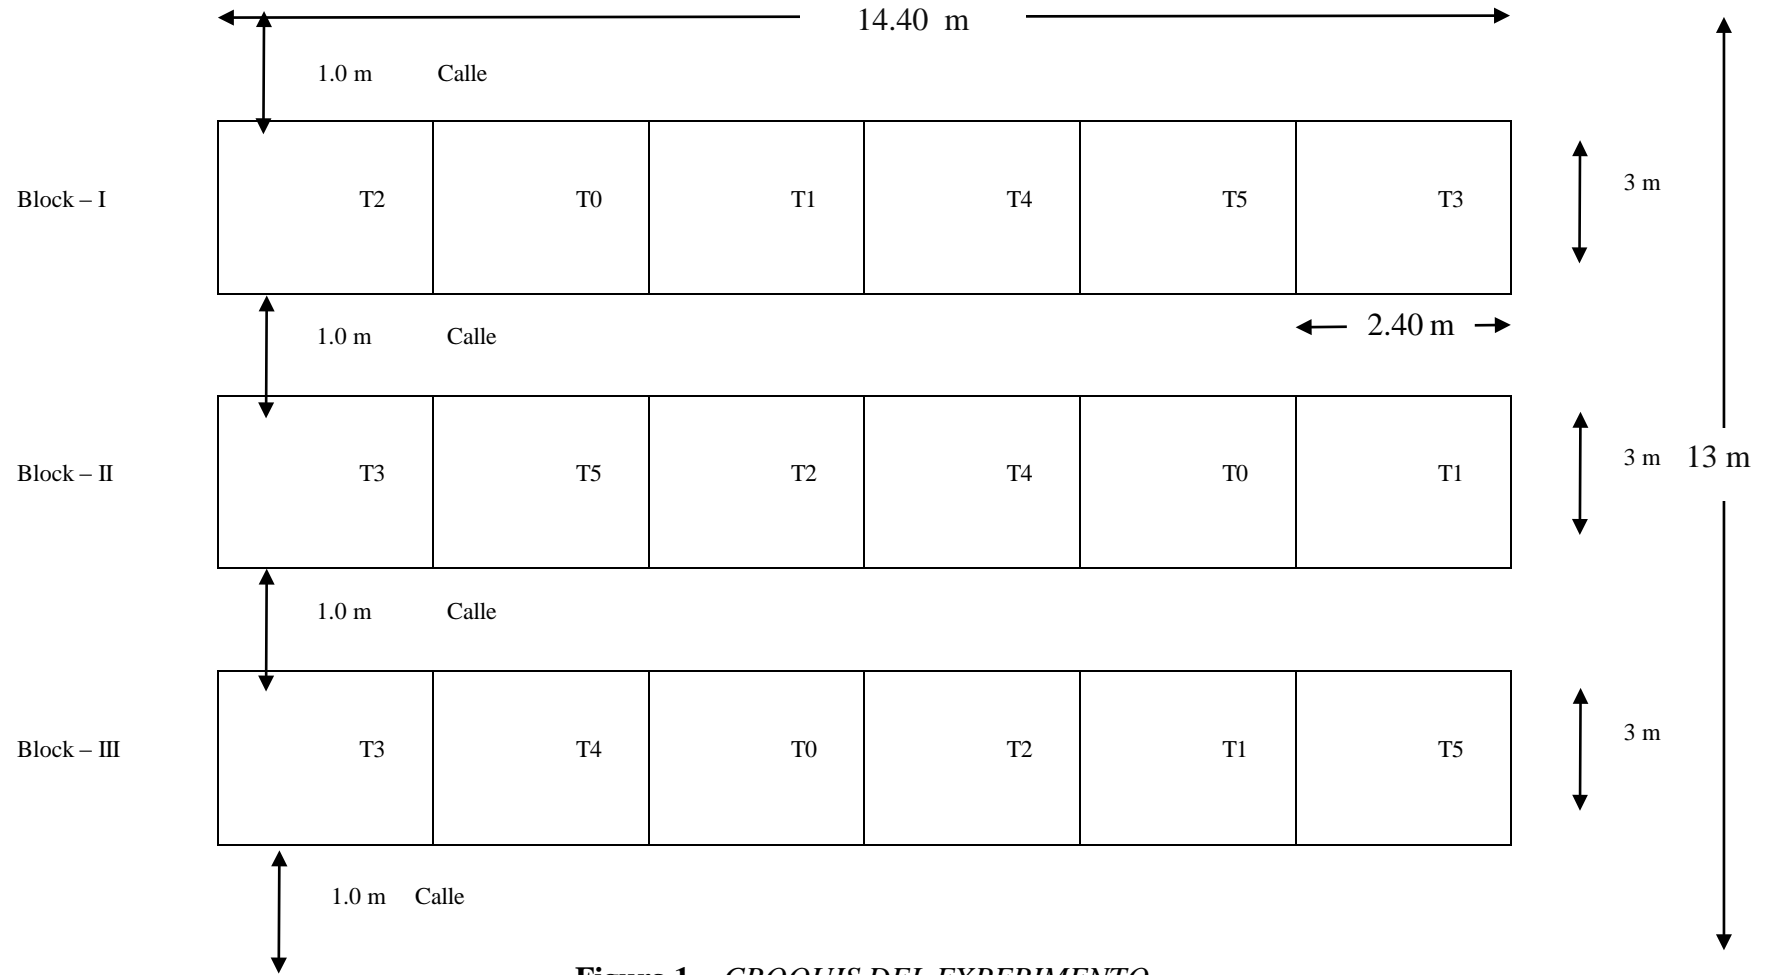 14.40 m
1.0 m Calle
Block – I T2 T0 T1 T4 T5 T3 3 m
1.0 m Calle 2.40 m
Block – II T3 T5 T2 T4 T0 T1 3 m 13 m
1.0 m Calle
Block – III T3 T4 T0 T2 T1 T5 3 m
1.0 m Calle
Figura 1. CROQUIS DEL EXPERIMENTO